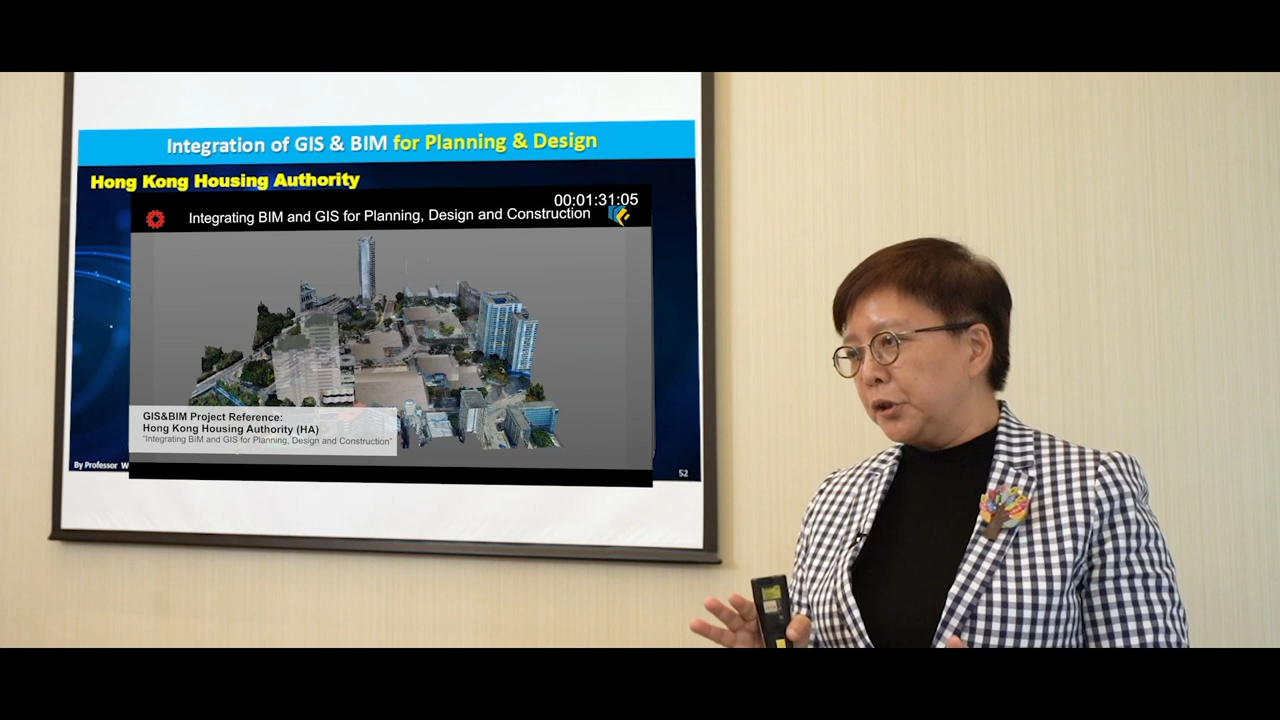 Integration of GIS & BIM for Planning & Design
Hong Kong Housing Authority
00:01:31:05
Integrating BIM and GIS for Planning, Design and Construction
GIS&BIM Project Reference:
Hong Kong Housing Authority (HA)
"Integrating BIM and GIS for Planning, Design and Construction"
By Professor
52